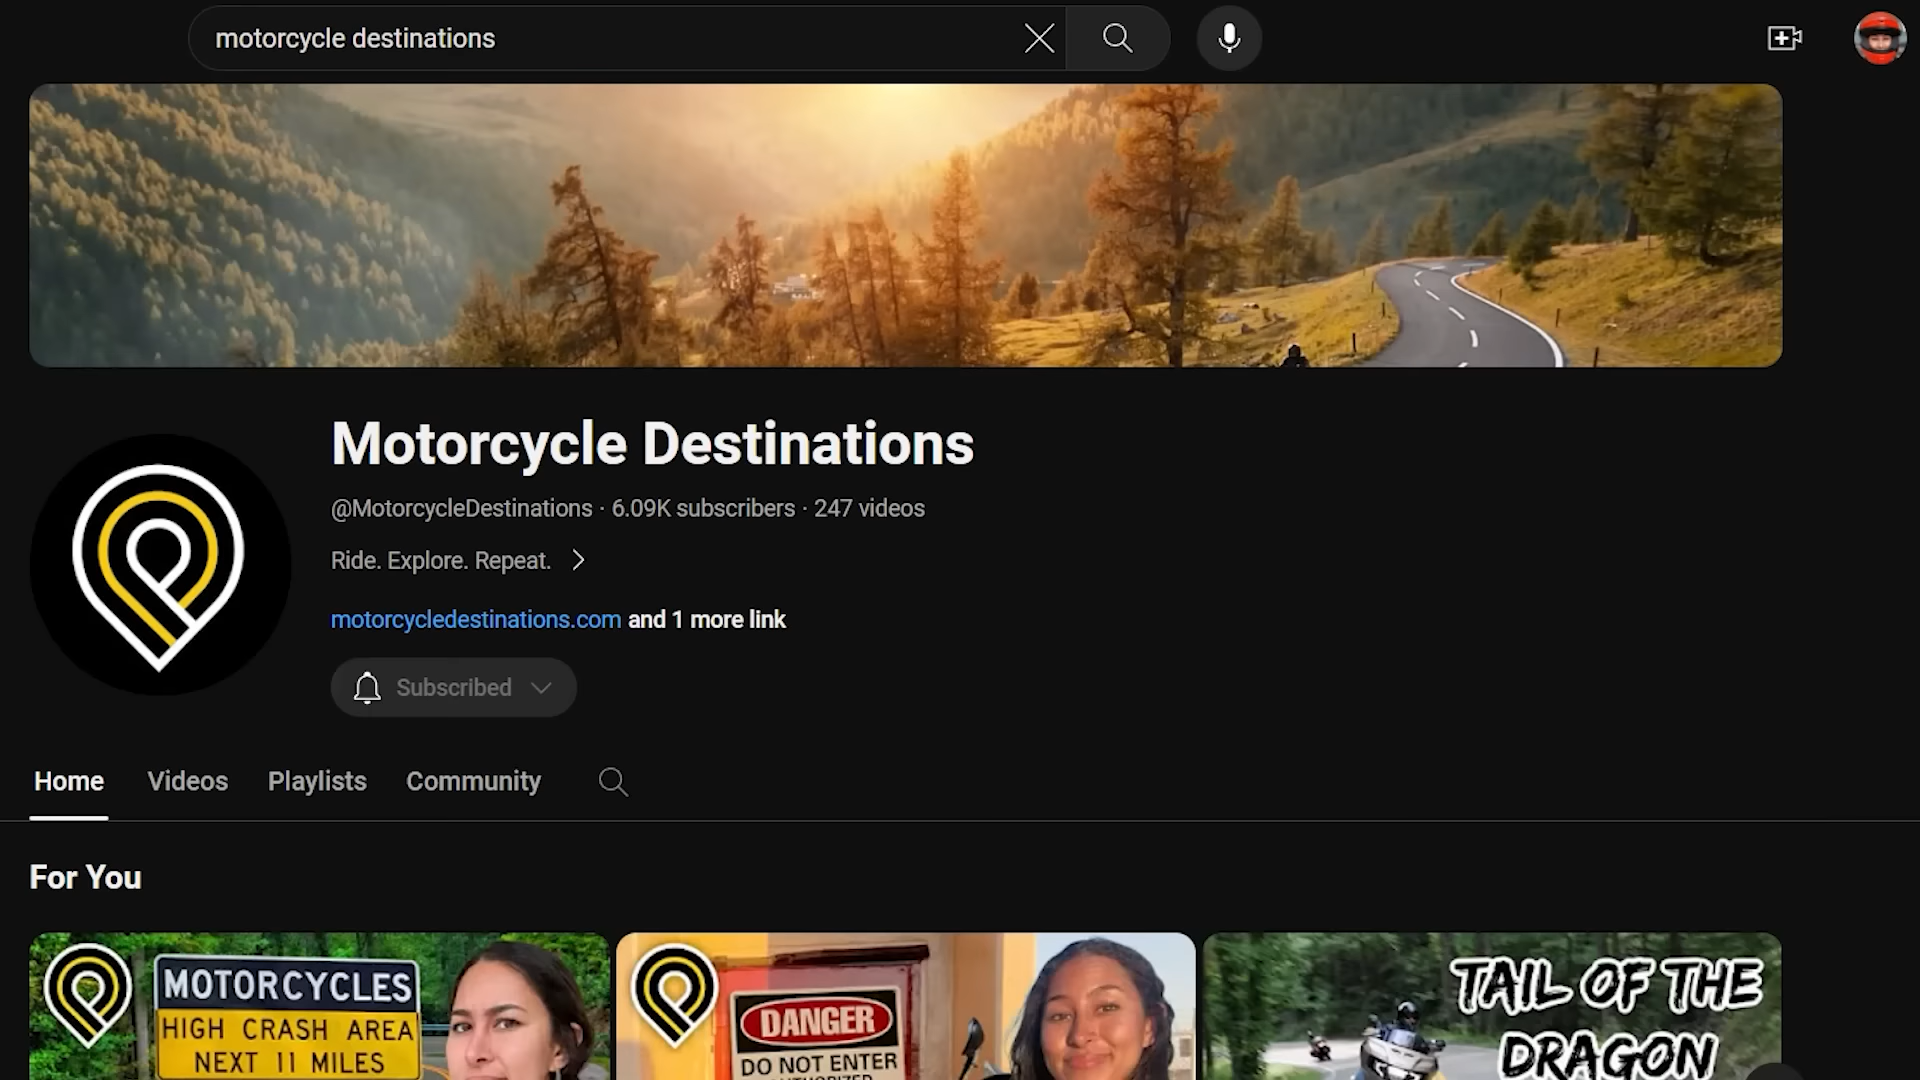 motorcycle destinations
Motorcycle Destinations
@MotorcycleDestinations · 6.09K subscribers · 247 videos
Ride. Explore. Repeat.
motorcycledestinations.com and 1 more link
Subscribed
Home Videos Playlists Community
For You
MOTORCYCLES
HIGH CRASH AREA
NEXT 11 MILES
DANGER
DO NOT ENTER
AUTHORIZED
TAIL OF THE
DRAGON